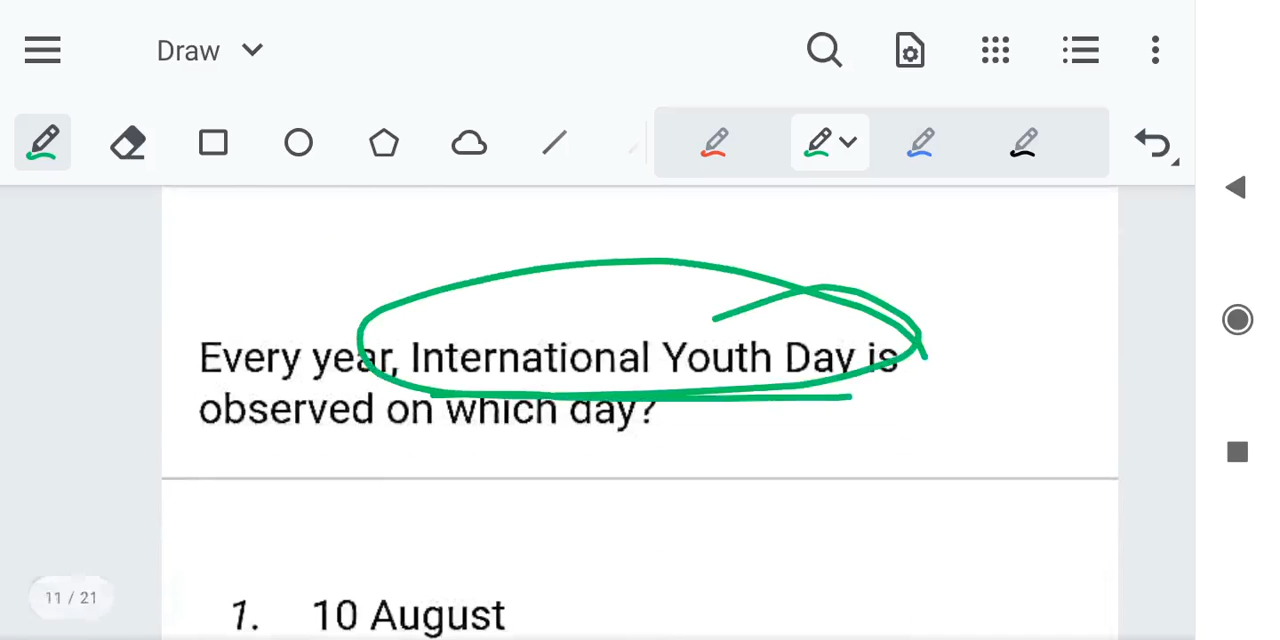 Draw
Every year, International Youth Day is
observed on which day?
11 / 21
1. 10 August